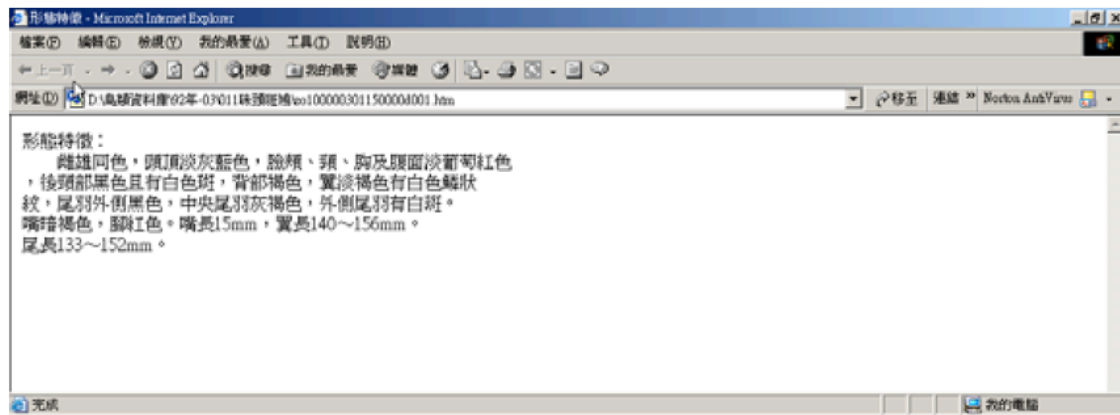 形態特徵 - Microsoft Internet Explorer
檔案(F) 編輯(E) 檢視(V) 我的最愛(A) 工具(T) 說明(H)
上一頁 搜尋 我的最愛 媒體
網址(D) D:\鳥類資料庫\92年-03\011珠頸斑鳩\ 移至 連結 » Norton AntiVirus
形態特徵：
雌雄同色，頭頂淡灰藍色，臉頰、頸、胸及腹面淡葡萄紅色
，後頸部黑色且有白色斑，背部褐色，翼淡褐色有白色鱗狀
紋，尾羽外側黑色，中央尾羽灰褐色，外側尾羽有白斑。
嘴暗褐色，腳紅色。嘴長15mm，翼長140～156mm。
尾長133～152mm。
完成 我的電腦